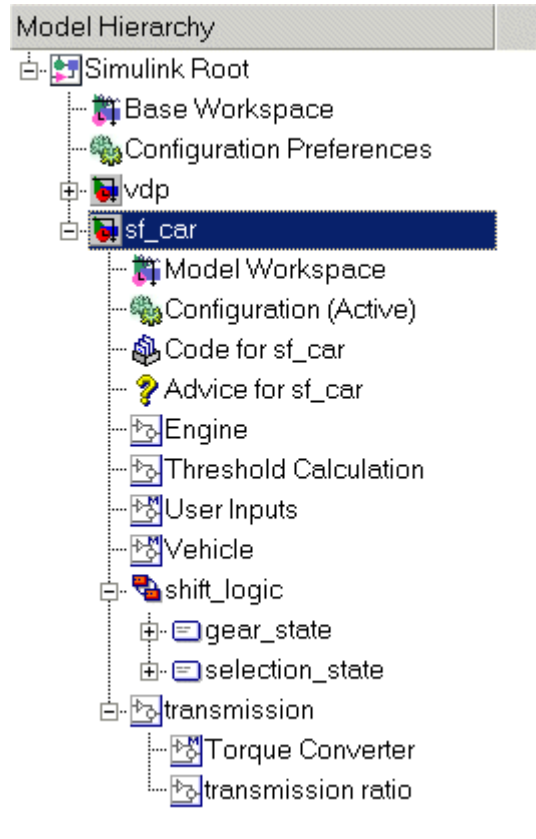 Model Hierarchy
Simulink Root
Base Workspace
Configuration Preferences
vdp
sf_car
Model Workspace
Configuration (Active)
Code for sf_car
Advice for sf_car
Engine
Threshold Calculation
User Inputs
Vehicle
shift_logic
gear_state
selection_state
transmission
Torque Converter
transmission ratio